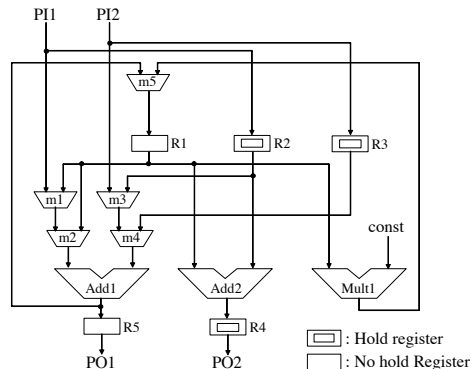 PI1 PI2
m5
R1 R2 R3
m1 m3
m2 m4 const
Add1 Add2 Mult1
R5 R4 : Hold register
PO1 PO2 : No hold Register